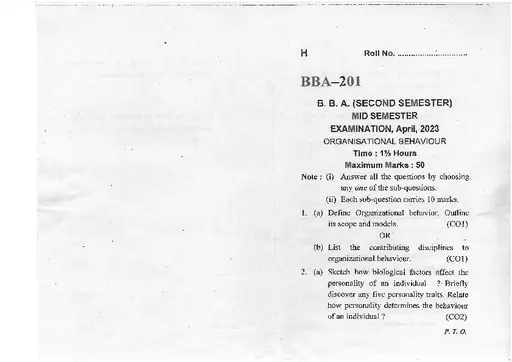 H Roll No. ..............................
BBA–201
B. B. A. (SECOND SEMESTER)
MID SEMESTER
EXAMINATION, April, 2023
ORGANISATIONAL BEHAVIOUR
Time : 1½ Hours
Maximum Marks : 50
Note : (i) Answer all the questions by choosing
any one of the sub-questions.
(ii) Each sub-question carries 10 marks.
1. (a) Define Organizational behavior. Outline
its scope and models. (CO1)
OR
(b) List the contributing disciplines to
organizational behaviour. (CO1)
2. (a) Sketch how biological factors affect the
personality of an individual ? Briefly
discover any five personality traits. Relate
how personality determines the behaviour
of an individual ? (CO2)
P. T. O.